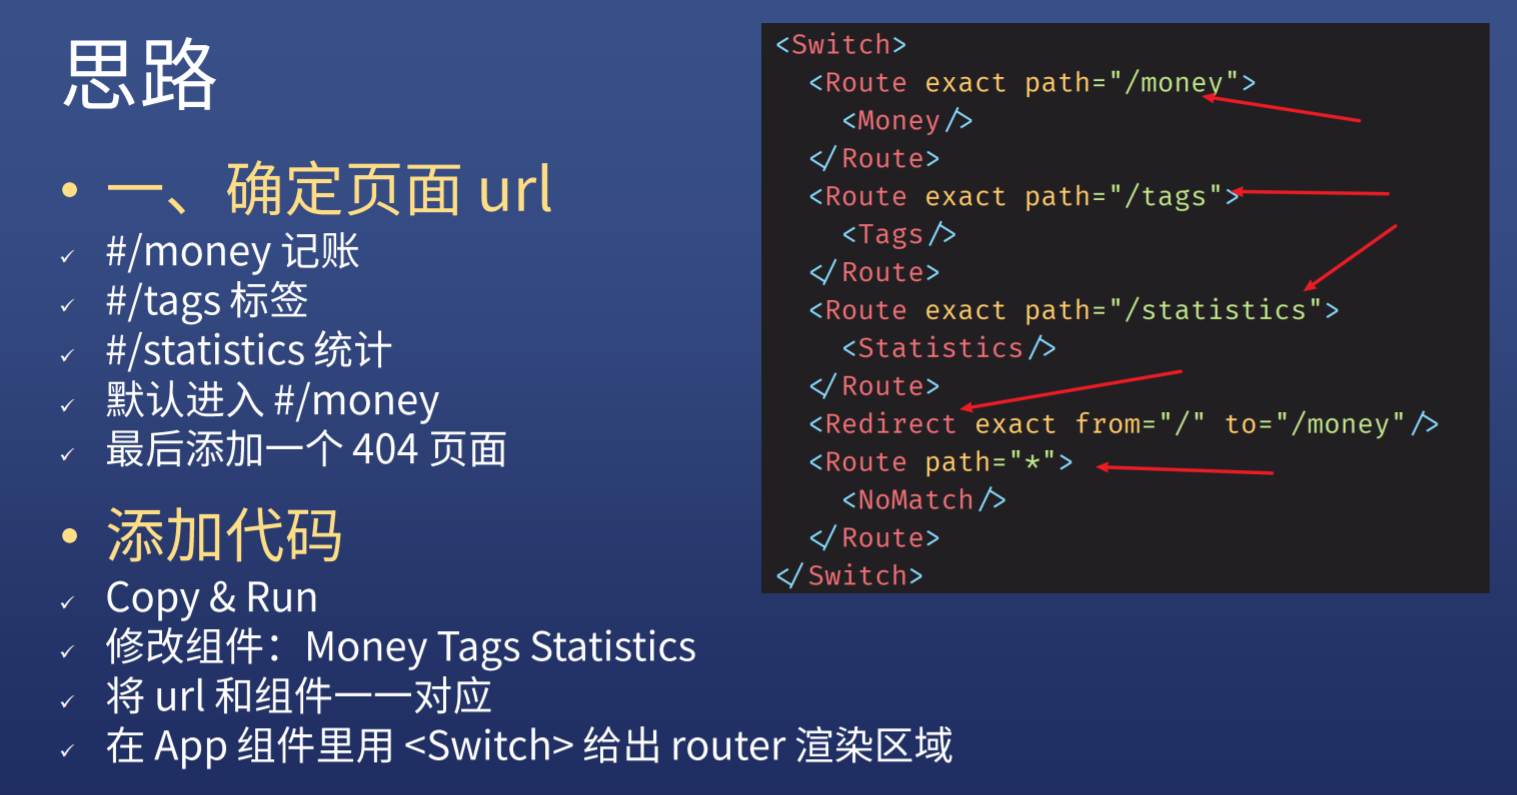 思路
• 一、确定页面 url
✓ #/money 记账
✓ #/tags 标签
✓ #/statistics 统计
✓ 默认进入 #/money
✓ 最后添加一个 404 页面
• 添加代码
✓ Copy & Run
✓ 修改组件：Money Tags Statistics
✓ 将 url 和组件一一对应
✓ 在 App 组件里用 <Switch> 给出 router 渲染区域
<Switch>
  <Route exact path="/money">
    <Money/>
  </Route>
  <Route exact path="/tags">
    <Tags/>
  </Route>
  <Route exact path="/statistics">
    <Statistics/>
  </Route>
  <Redirect exact from="/" to="/money"/>
  <Route path="*">
    <NoMatch/>
  </Route>
</Switch>